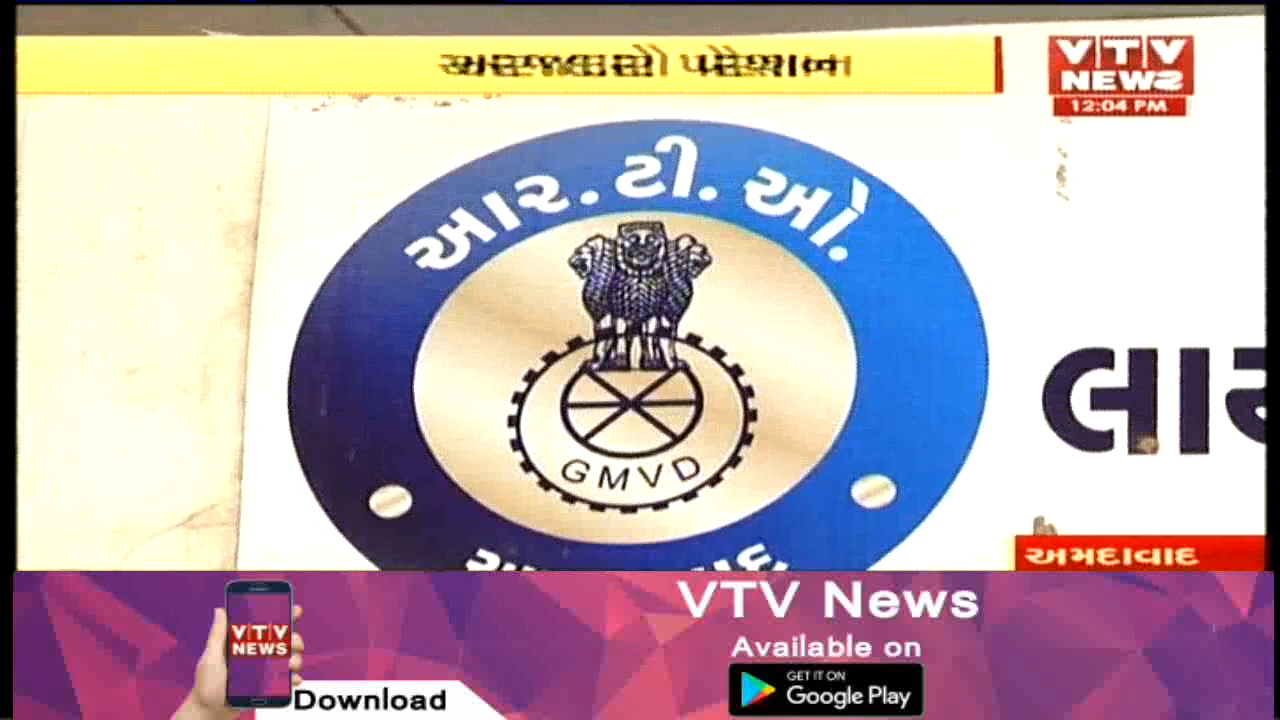 VTV
NEWS
12:04 PM
આર. ટી. ઓ.
GMVD
અમદાવાદ
VTV
NEWS
Download
VTV News
Available on
GET IT ON
Google Play